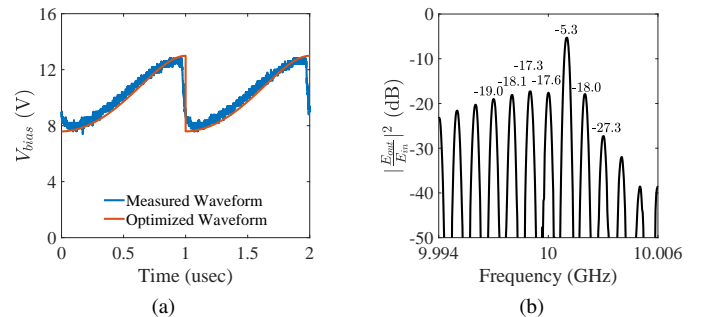 16
12
8
4
0
V_bias (V)
Measured Waveform
Optimized Waveform
0 0.5 1 1.5 2
Time (usec)
(a)
0
-10
-20
-30
-40
-50
|E_out/E_in|^2 (dB)
-5.3
-17.3
-19.0
-18.1
-17.6
-18.0
-27.3
9.994 10 10.006
Frequency (GHz)
(b)